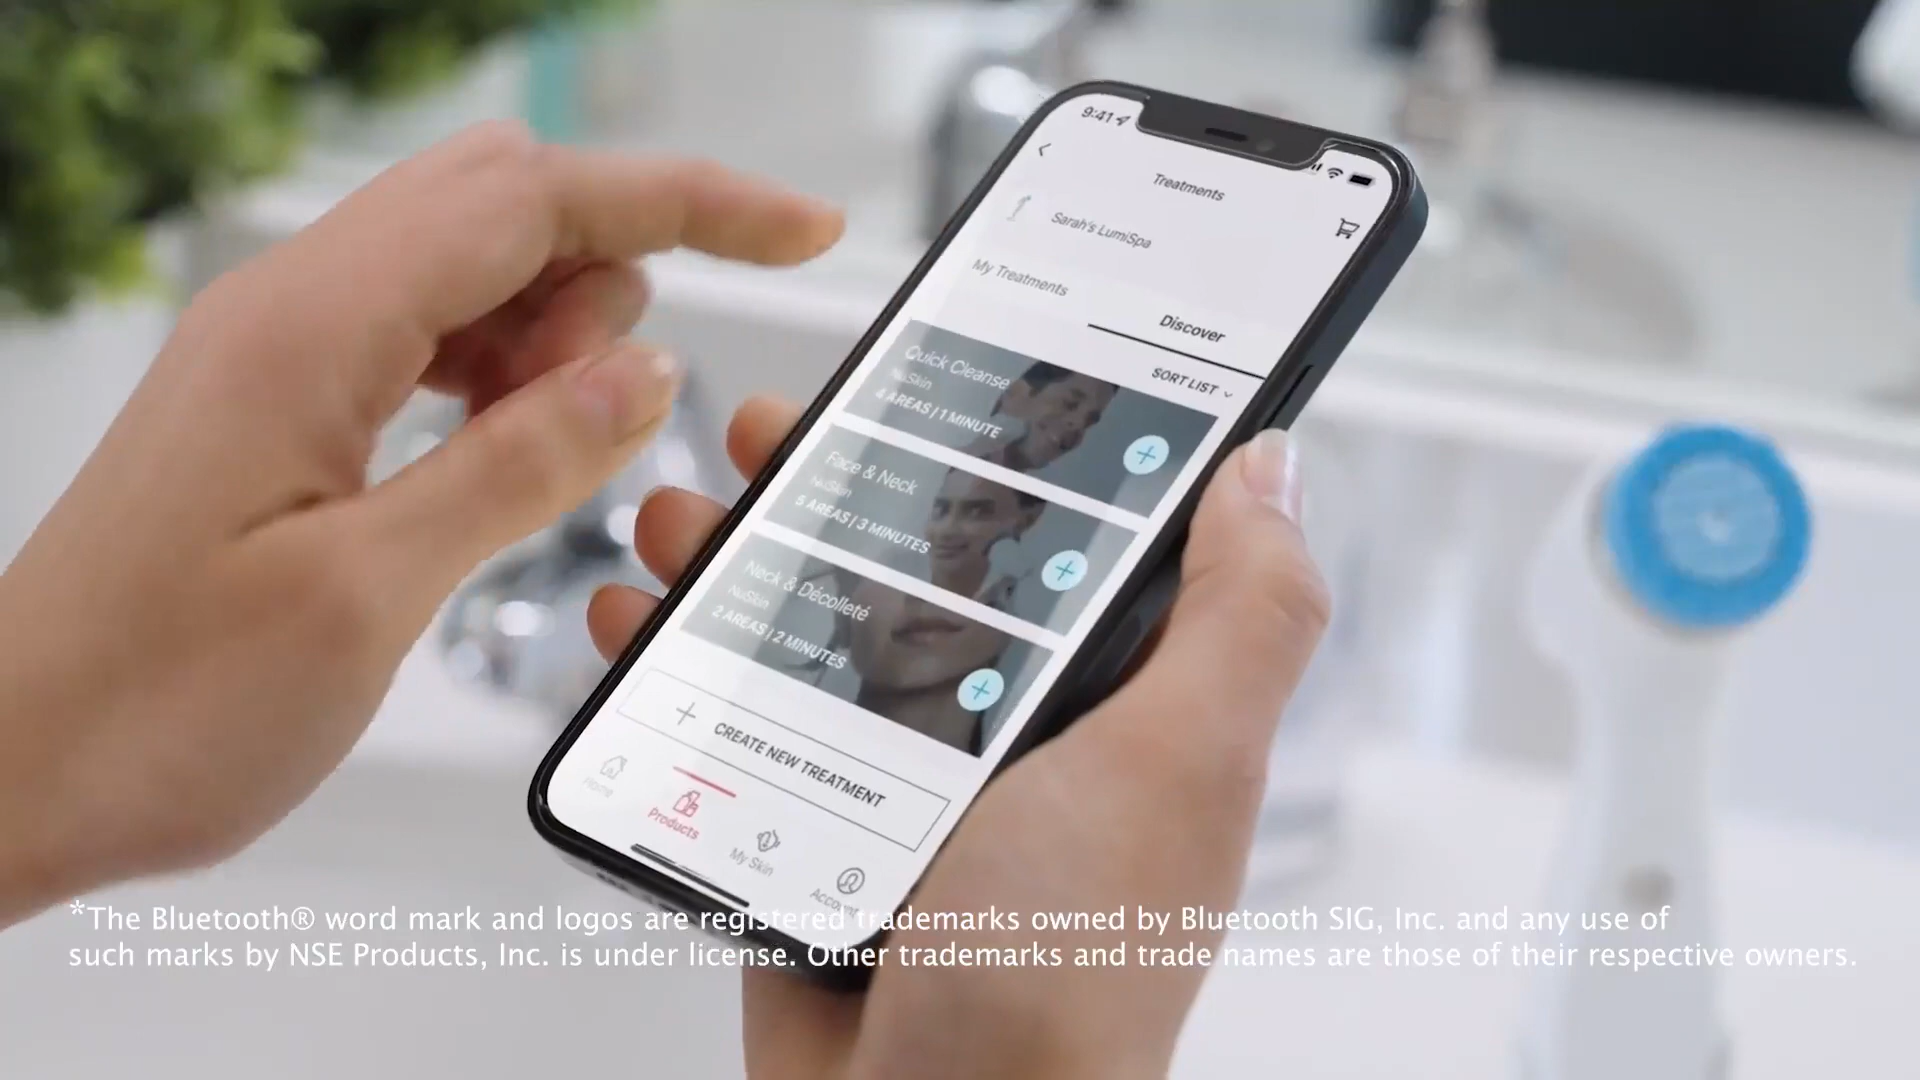 9:41
Treatments
Sarah's LumiSpa
My Treatments
Discover
SORT LIST
Quick Cleanse
NuSkin
4 AREAS | 1 MINUTE
Face & Neck
NuSkin
5 AREAS | 3 MINUTES
Neck & Décolleté
NuSkin
2 AREAS | 2 MINUTES
CREATE NEW TREATMENT
Home
Products
My Skin
Account
*The Bluetooth® word mark and logos are registered trademarks owned by Bluetooth SIG, Inc. and any use of
such marks by NSE Products, Inc. is under license. Other trademarks and trade names are those of their respective owners.